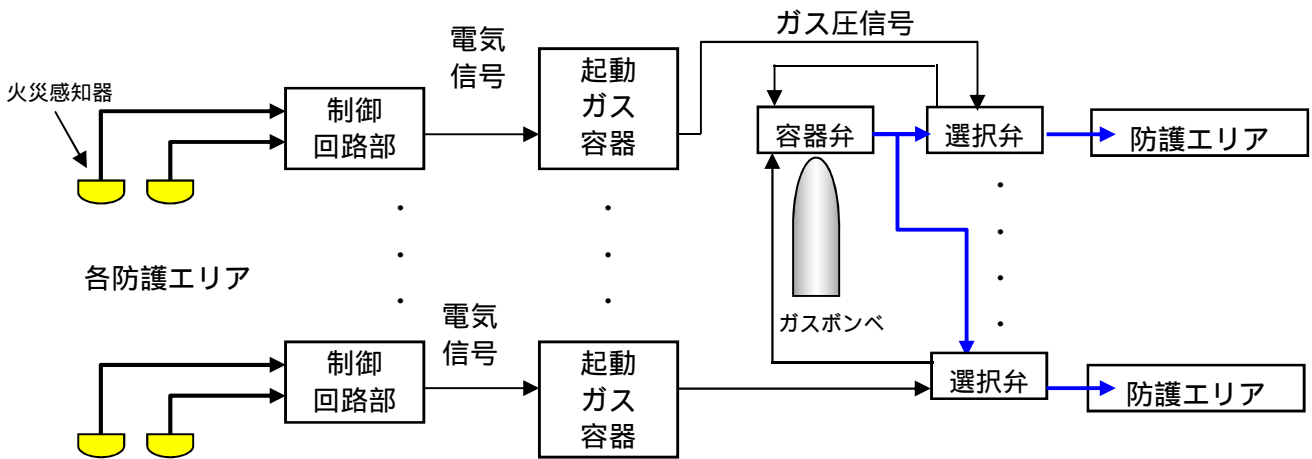 ガス圧信号
電気
信号
火災感知器
制御
回路部
起動
ガス
容器
容器弁
選択弁
防護エリア
・
・
・
・
・
・
・
・
・
・
各防護エリア
ガスボンベ
電気
信号
制御
回路部
起動
ガス
容器
選択弁
防護エリア